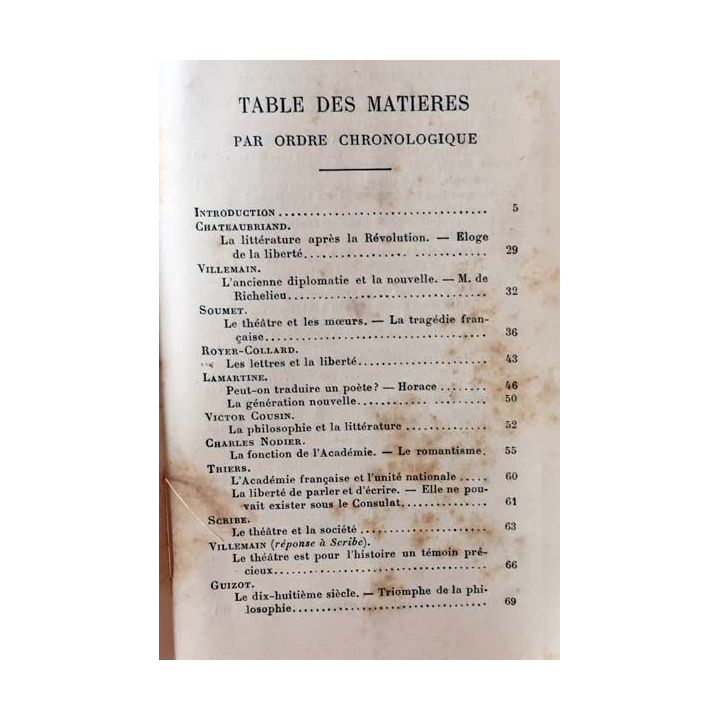 TABLE DES MATIERES
PAR ORDRE CHRONOLOGIQUE
INTRODUCTION................................... 5
CHATEAUBRIAND.
La littérature après la Révolution. — Eloge
de la liberté................. ............. 29
VILLEMAIN.
L'ancienne diplomatie et la nouvelle. — M. de
Richelieu................................... 32
SOUMET.
Le théâtre et les mœurs. — La tragédie fran-
çaise....................................... 36
ROYER-COLLARD.
Les lettres et la liberté...................... 43
LAMARTINE.
Peut-on traduire un poète? — Horace ........ 46
La génération nouvelle............ ......... 50
VICTOR COUSIN.
La philosophie et la littérature .............. 52
CHARLES NODIER.
La fonction de l'Académie. — Le romantisme. 55
THIERS.
L'Académie française et l'unité nationale ..... 60
La liberté de parler et d'écrire. — Elle ne pou-
vait exister sous le Consulat............... 61
SCRIBE.
Le théâtre et la société ...................... 63
VILLEMAIN (réponse à Scribe).
Le théâtre est pour l'histoire un témoin pré-
cieux..................................... 66
GUIZOT.
Le dix-huitième siècle. — Triomphe de la phi-
losophie.................................. 69